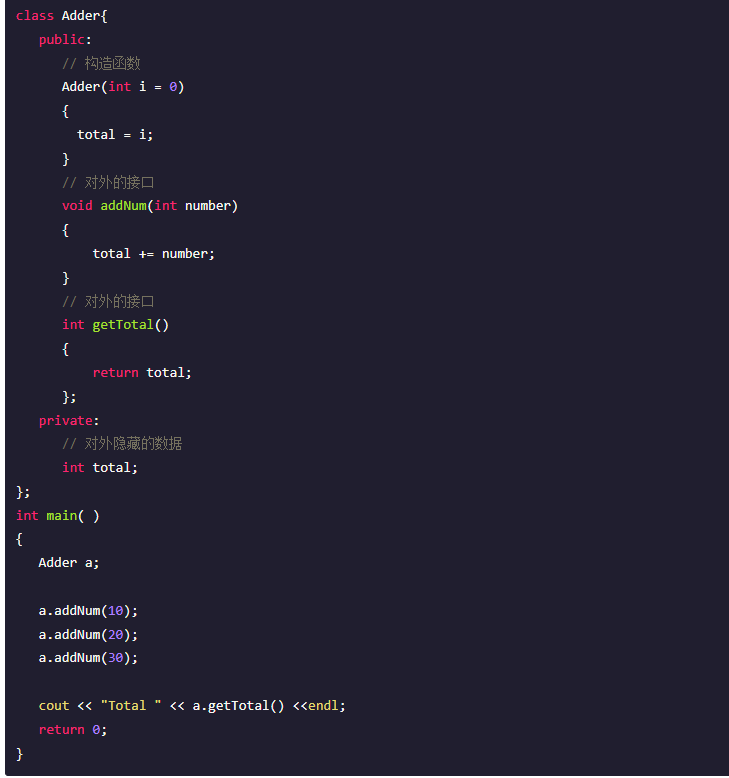 class Adder{
   public:
      // 构造函数
      Adder(int i = 0)
      {
        total = i;
      }
      // 对外的接口
      void addNum(int number)
      {
          total += number;
      }
      // 对外的接口
      int getTotal()
      {
          return total;
      };
   private:
      // 对外隐藏的数据
      int total;
};
int main( )
{
   Adder a;
   a.addNum(10);
   a.addNum(20);
   a.addNum(30);
   cout << "Total " << a.getTotal() <<endl;
   return 0;
}